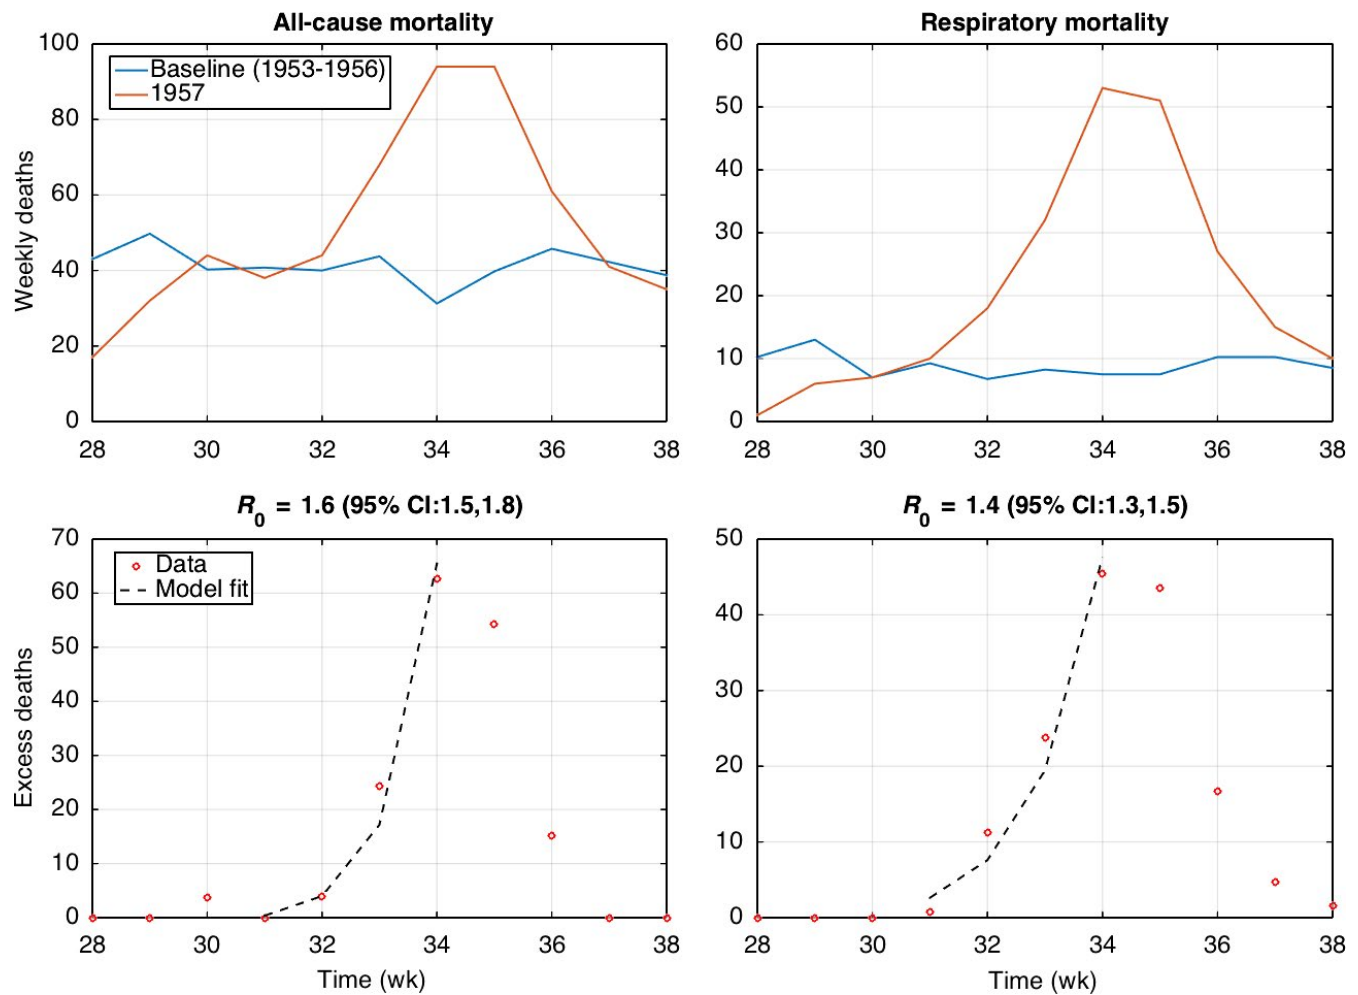 All-cause mortality
100
80
60
40
20
0
Weekly deaths
Baseline (1953-1956)
1957
28 30 32 34 36 38
Respiratory mortality
60
50
40
30
20
10
0
28 30 32 34 36 38
R0 = 1.6 (95% CI:1.5,1.8)
70
60
50
40
30
20
10
0
Excess deaths
Data
Model fit
28 30 32 34 36 38
Time (wk)
R0 = 1.4 (95% CI:1.3,1.5)
50
40
30
20
10
0
28 30 32 34 36 38
Time (wk)